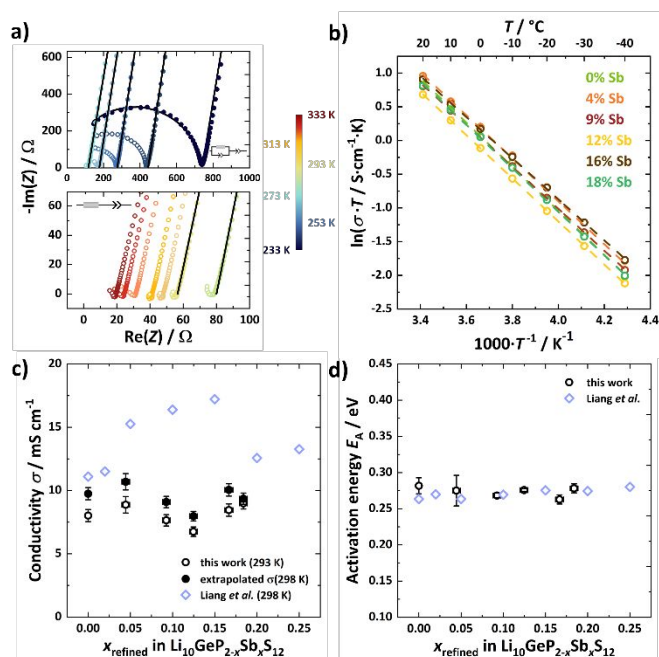 a)
600
400
200
0
0 200 400 600 800 1000
60
40
20
0
0 20 40 60 80 100
-Im(Z) / Ω
Re(Z) / Ω
333 K
313 K
293 K
273 K
253 K
233 K
b)
T / °C
20 10 0 -10 -20 -30 -40
1.0
0.5
0.0
-0.5
-1.0
-1.5
-2.0
-2.5
ln(σ·T / S·cm⁻¹·K)
0% Sb
4% Sb
9% Sb
12% Sb
16% Sb
18% Sb
3.4 3.6 3.8 4.0 4.2 4.4
1000·T⁻¹ / K⁻¹
c)
20
15
10
5
0
Conductivity σ / mS cm⁻¹
this work (293 K)
extrapolated σ(298 K)
Liang et al. (298 K)
0.00 0.05 0.10 0.15 0.20 0.25
x_refined in Li₁₀GeP₂₋ₓSbₓS₁₂
d)
0.45
0.40
0.35
0.30
0.25
0.20
0.15
0.10
Activation energy E_A / eV
this work
Liang et al.
0.00 0.05 0.10 0.15 0.20 0.25
x_refined in Li₁₀GeP₂₋ₓSbₓS₁₂